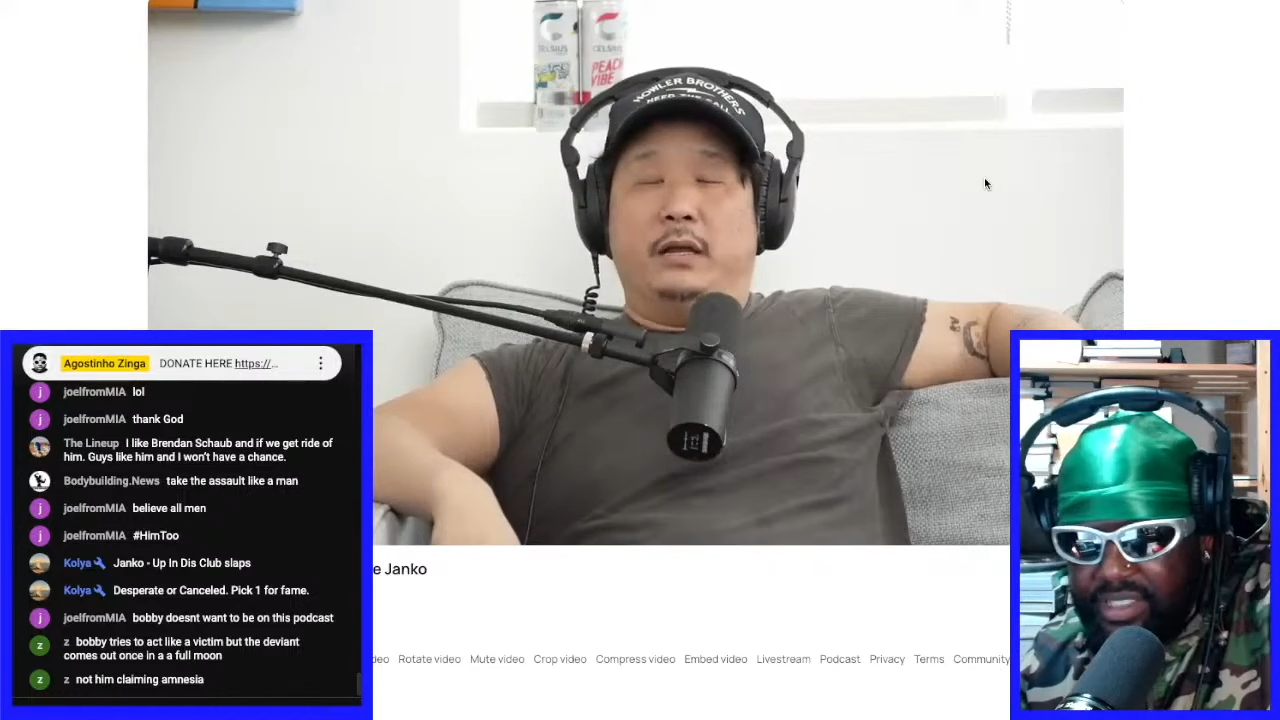 CELSIUS
CELSIUS
PEACH
VIBE
HOWLER BROTHERS
HEED THE CALL
Agostinho Zinga DONATE HERE https://...
j joelfromMIA lol
j joelfromMIA thank God
The Lineup I like Brendan Schaub and if we get ride of
him. Guys like him and I won't have a chance.
Bodybuilding.News take the assault like a man
j joelfromMIA believe all men
j joelfromMIA #HimToo
Kolya Janko - Up In Dis Club slaps
Kolya Desperate or Canceled. Pick 1 for fame.
j joelfromMIA bobby doesnt want to be on this podcast
z z bobby tries to act like a victim but the deviant
comes out once in a a full moon
z z not him claiming amnesia
e Janko
deo Rotate video Mute video Crop video Compress video Embed video Livestream Podcast Privacy Terms Community